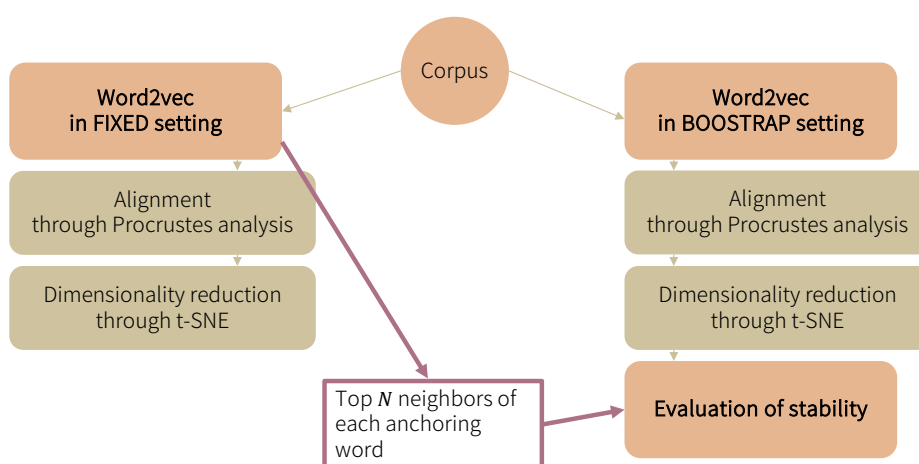 Corpus
Word2vec
in FIXED setting
Alignment
through Procrustes analysis
Dimensionality reduction
through t-SNE
Word2vec
in BOOSTRAP setting
Alignment
through Procrustes analysis
Dimensionality reduction
through t-SNE
Top N neighbors of
each anchoring
word
Evaluation of stability